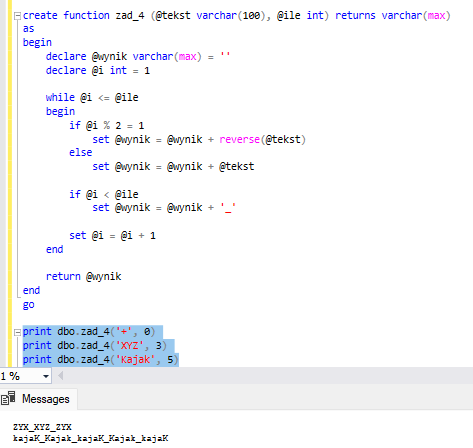 create function zad_4 (@tekst varchar(100), @ile int) returns varchar(max)
as
begin
    declare @wynik varchar(max) = ''
    declare @i int = 1

    while @i <= @ile
    begin
        if @i % 2 = 1
            set @wynik = @wynik + reverse(@tekst)
        else
            set @wynik = @wynik + @tekst

        if @i < @ile
            set @wynik = @wynik + '_'

        set @i = @i + 1
    end

    return @wynik
end
go

print dbo.zad_4('+', 0)
print dbo.zad_4('XYZ', 3)
print dbo.zad_4('Kajak', 5)
1 %
Messages
ZYX_XYZ_ZYX
kajaK_Kajak_kajaK_Kajak_kajaK